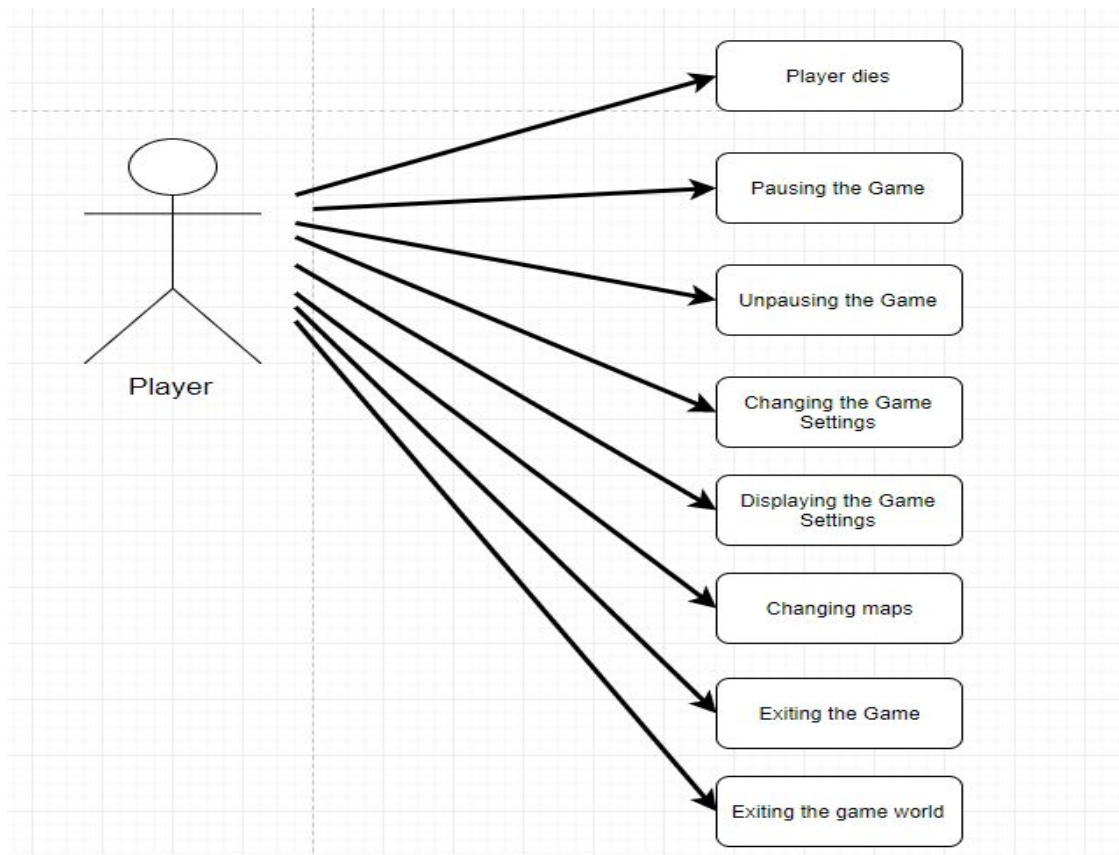 Player dies
Pausing the Game
Unpausing the Game
Player
Changing the Game
Settings
Displaying the Game
Settings
Changing maps
Exiting the Game
Exiting the game world